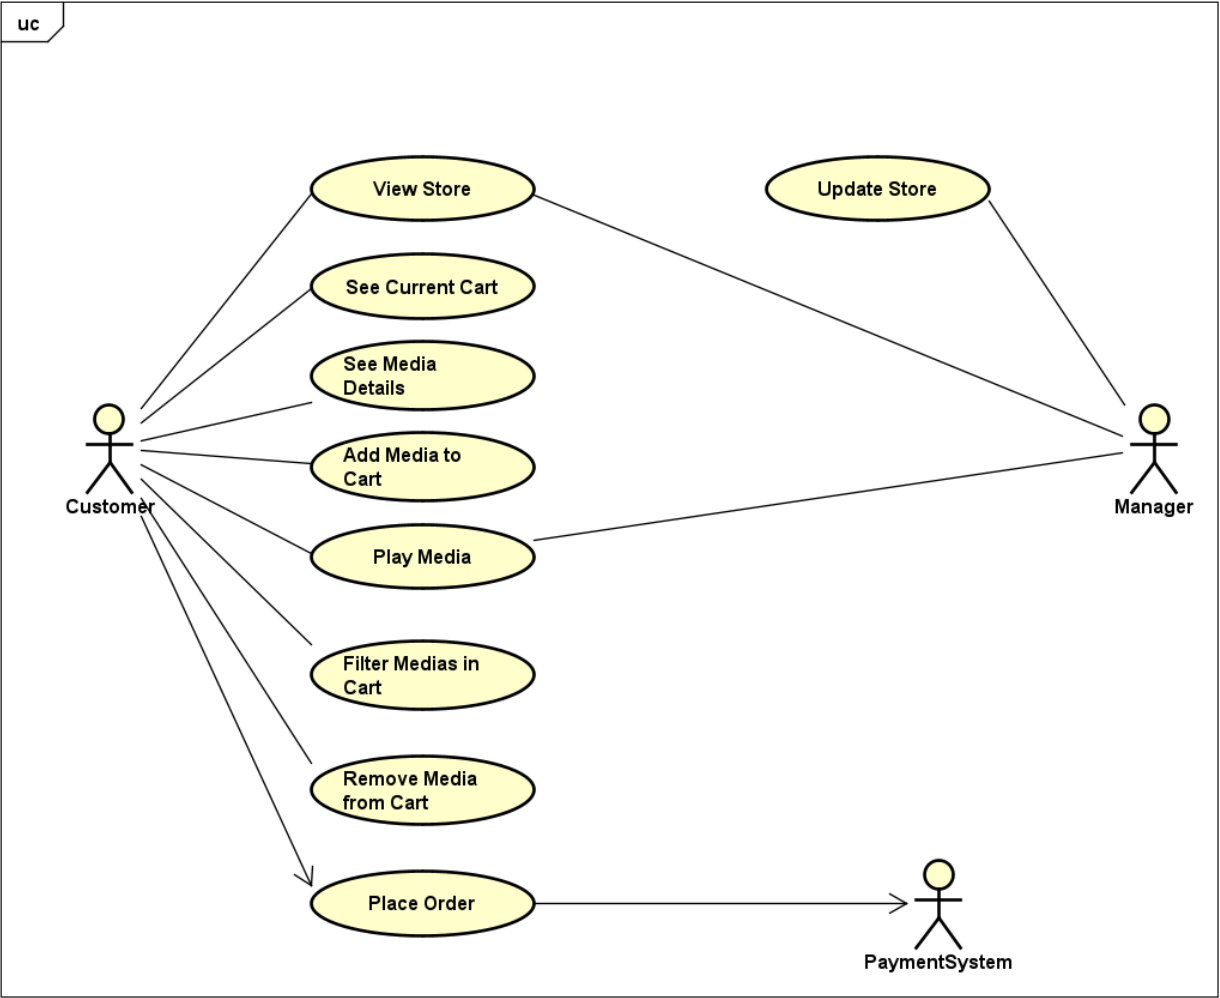 uc
View Store
Update Store
See Current Cart
See Media
Details
Add Media to
Cart
Customer
Manager
Play Media
Filter Medias in
Cart
Remove Media
from Cart
Place Order
PaymentSystem